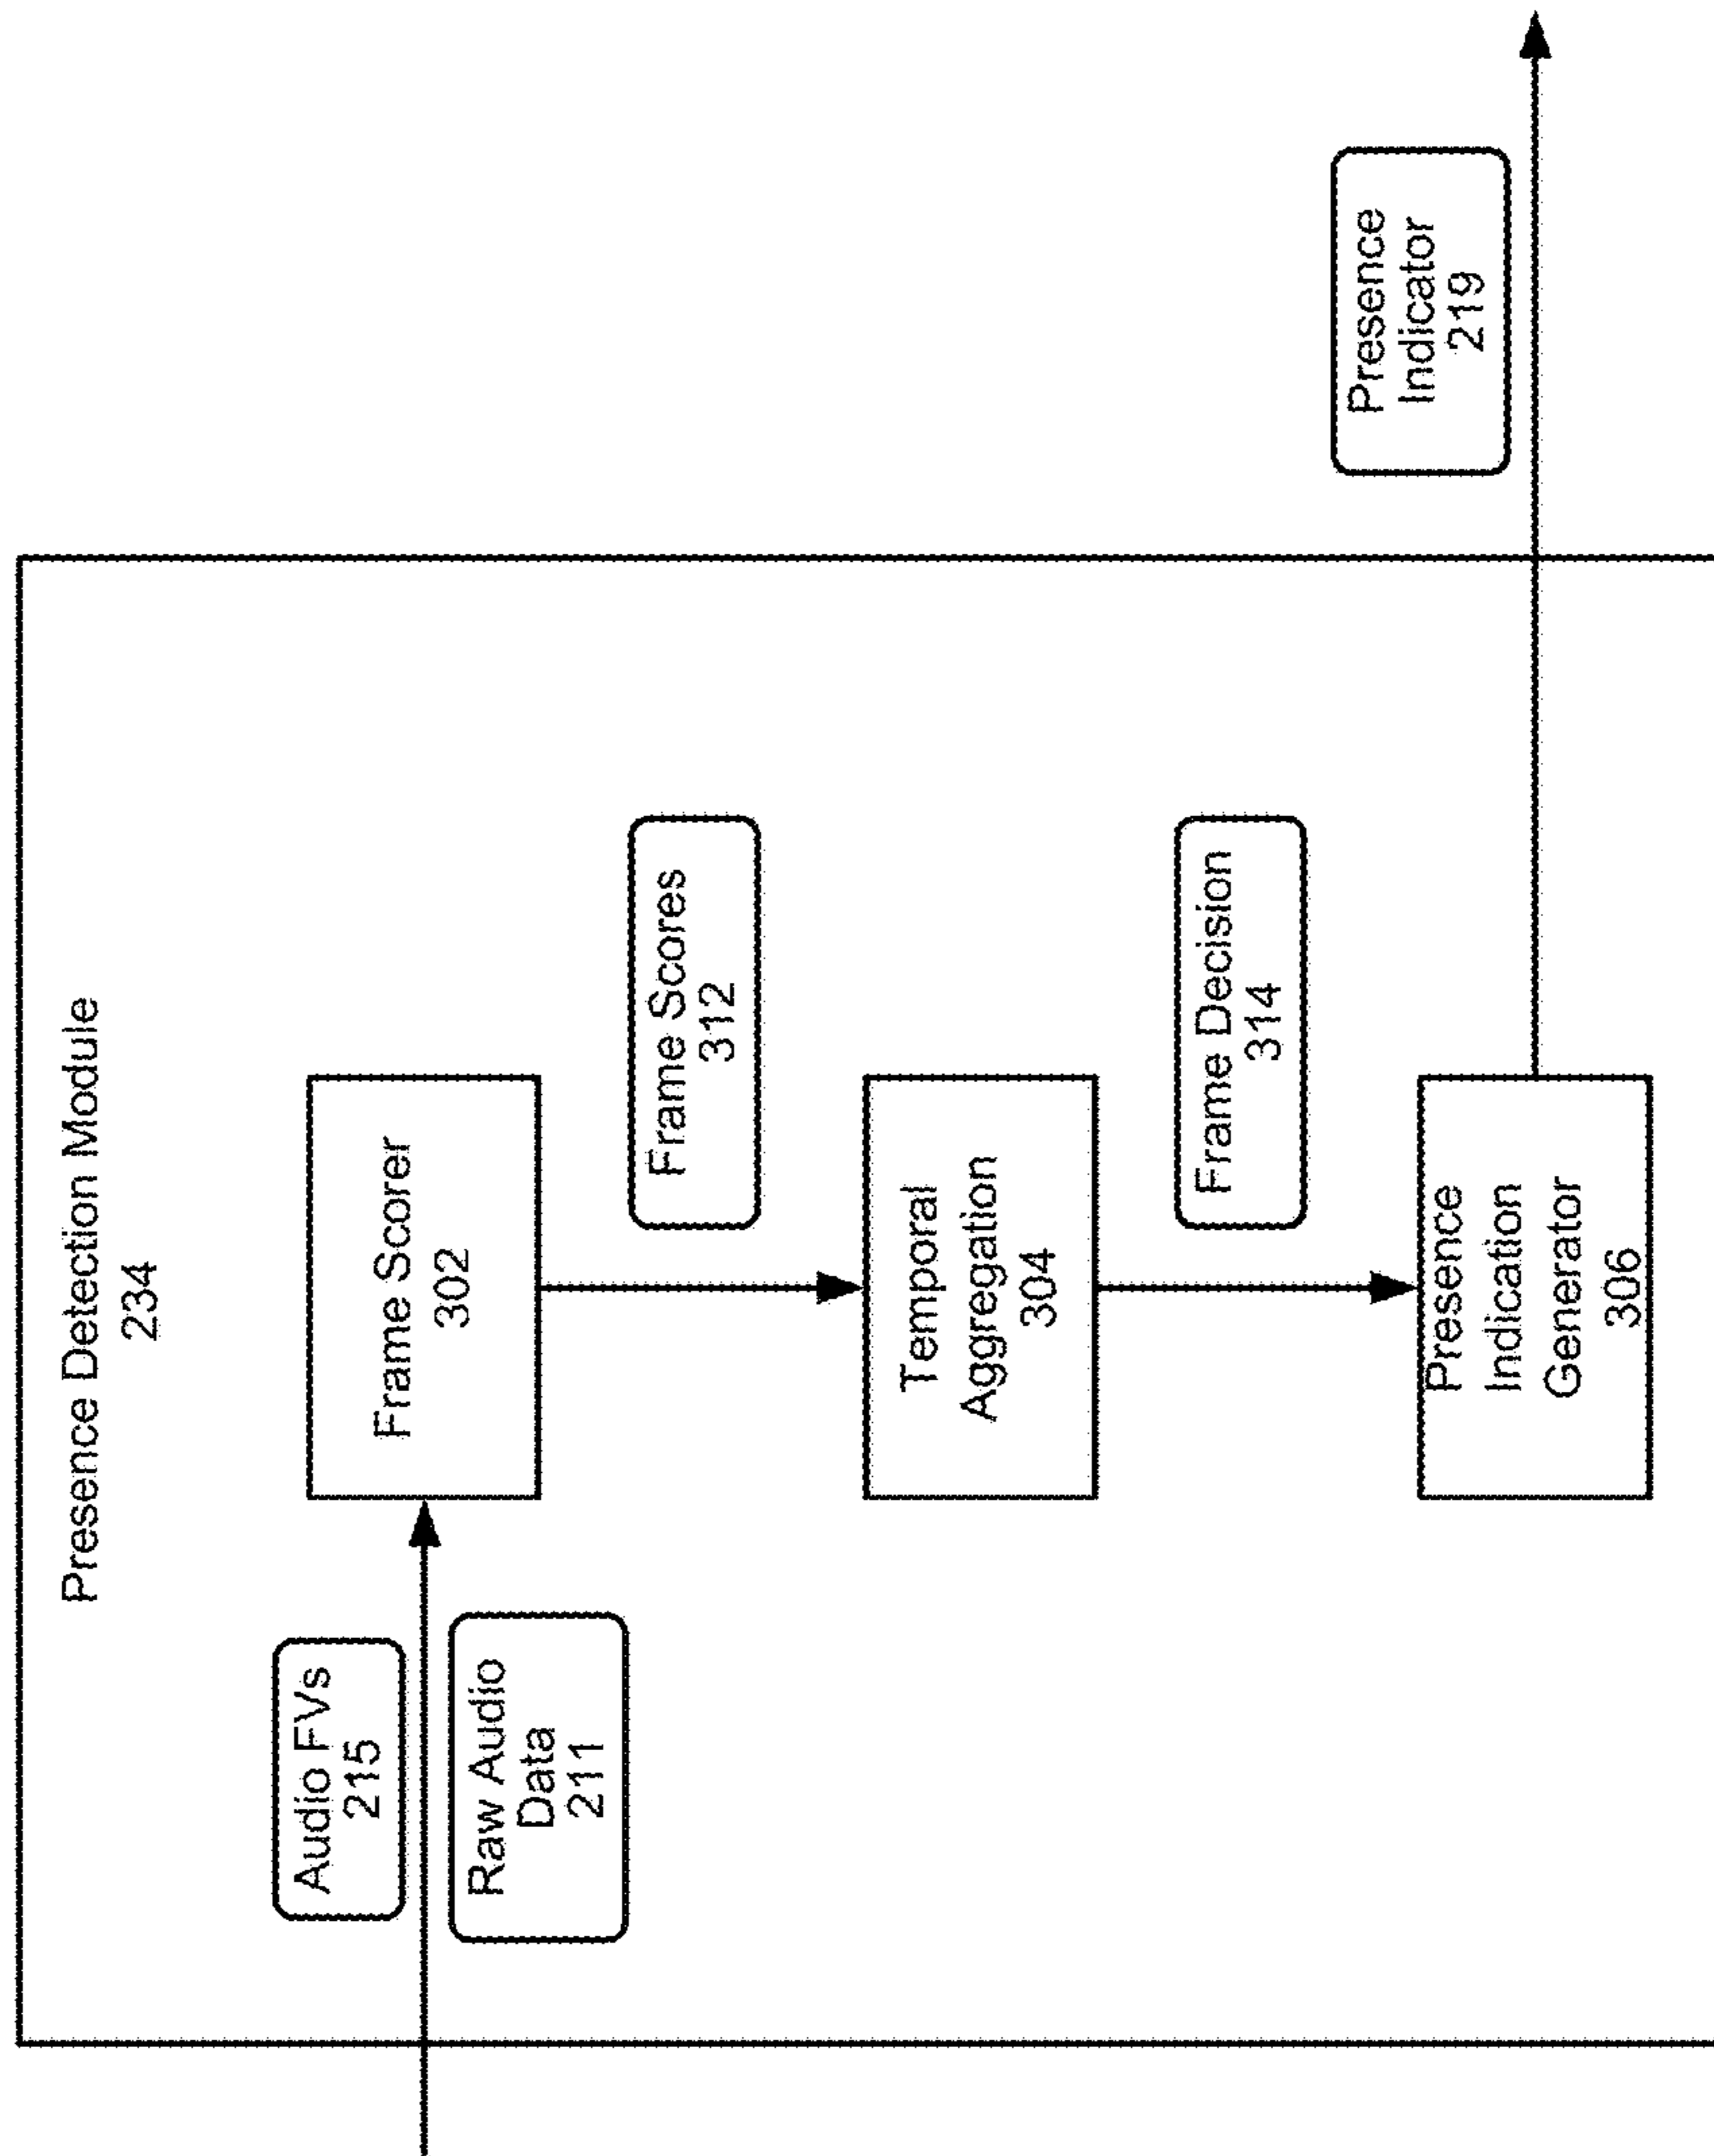 Presence Detection Module
234
Audio FVs
215
Raw Audio
Data
211
Frame Scorer
302
Frame Scores
312
Temporal
Aggregation
304
Frame Decision
314
Presence
Indication
Generator
306
Presence
Indicator
219